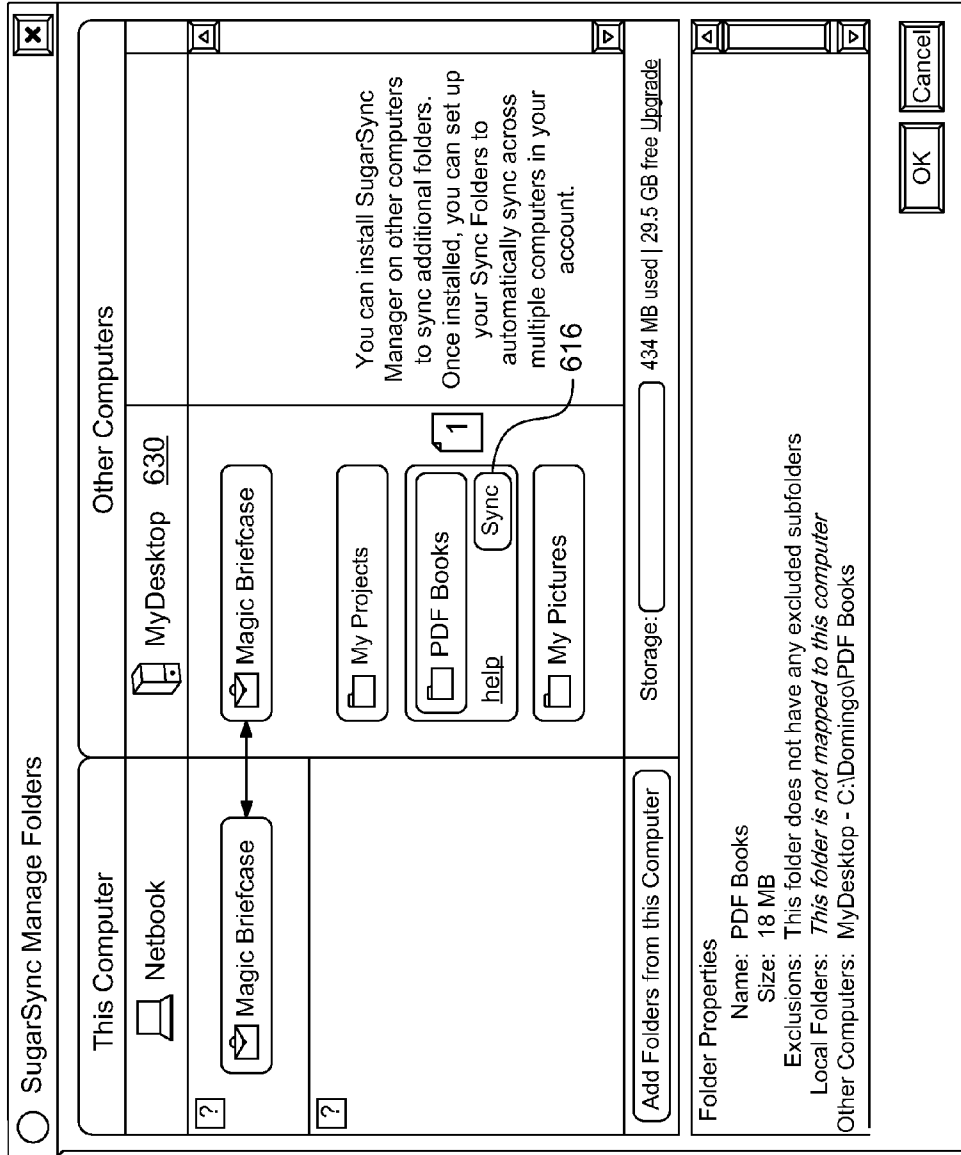 SugarSync Manage Folders
X
This Computer
Other Computers
Netbook
MyDesktop 630
?
Magic Briefcase
Magic Briefcase
?
My Projects
PDF Books
help
Sync
1
My Pictures
You can install SugarSync
Manager on other computers
to sync additional folders.
Once installed, you can set up
your Sync Folders to
automatically sync across
multiple computers in your
account.
616
Add Folders from this Computer
Storage: 434 MB used | 29.5 GB free Upgrade
Folder Properties
Name: PDF Books
Size: 18 MB
Exclusions: This folder does not have any excluded subfolders
Local Folders: This folder is not mapped to this computer
Other Computers: MyDesktop - C:\Domingo\PDF Books
OK
Cancel